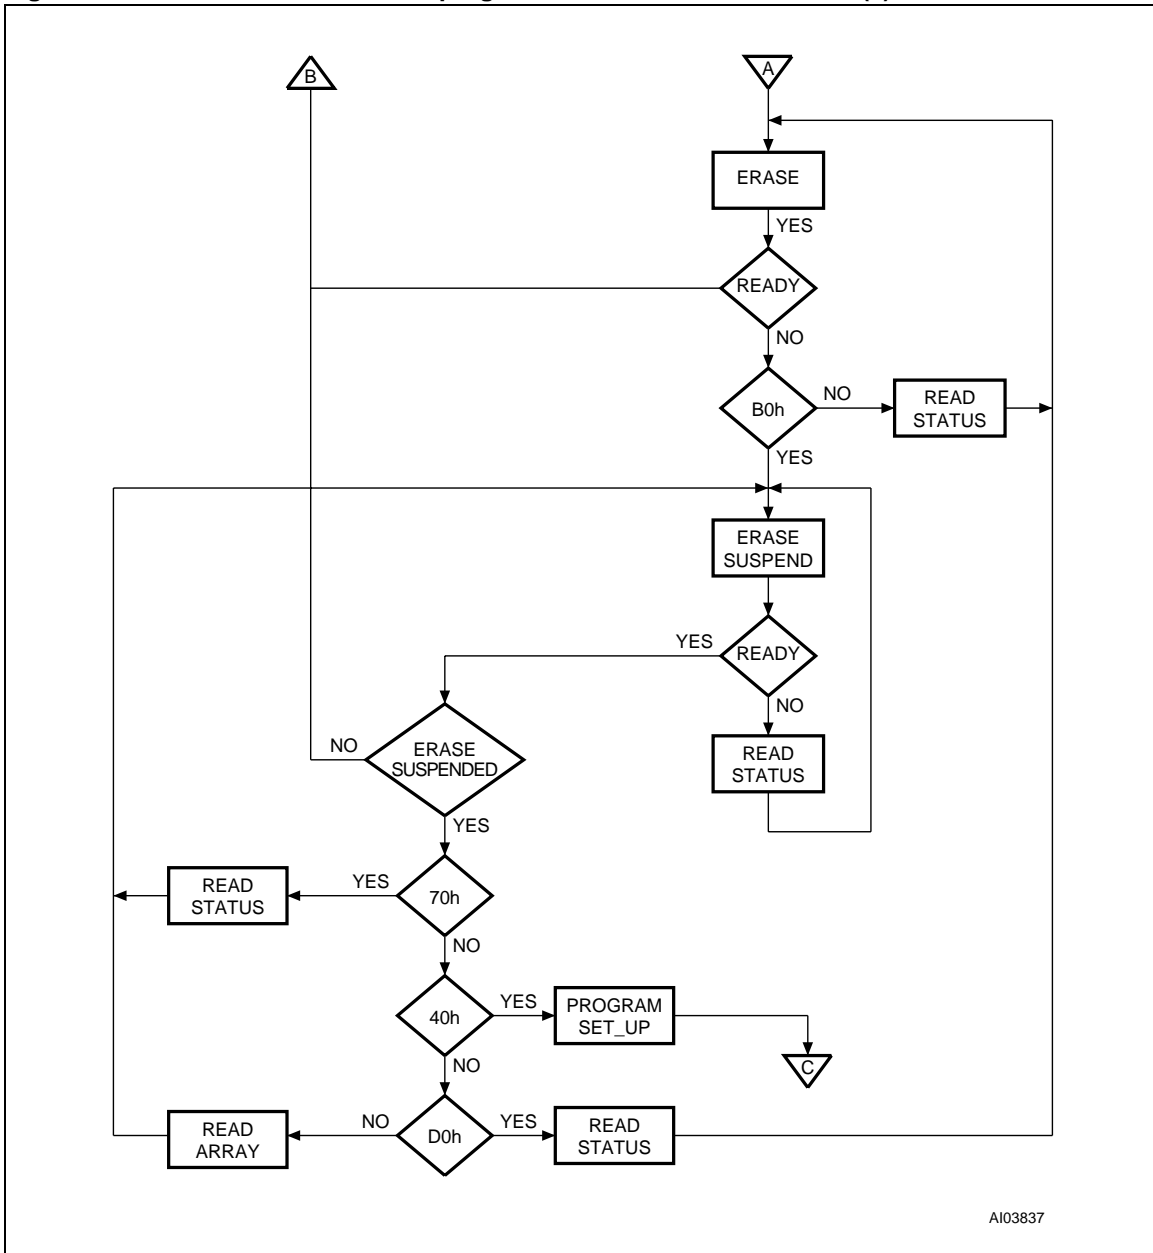 B
A
ERASE
YES
READY
NO
B0h
NO
READ
STATUS
YES
ERASE
SUSPEND
YES
READY
NO
NO
ERASE
SUSPENDED
READ
STATUS
YES
READ
STATUS
YES
70h
NO
40h
YES
PROGRAM
SET_UP
NO
C
READ
ARRAY
NO
D0h
YES
READ
STATUS
AI03837